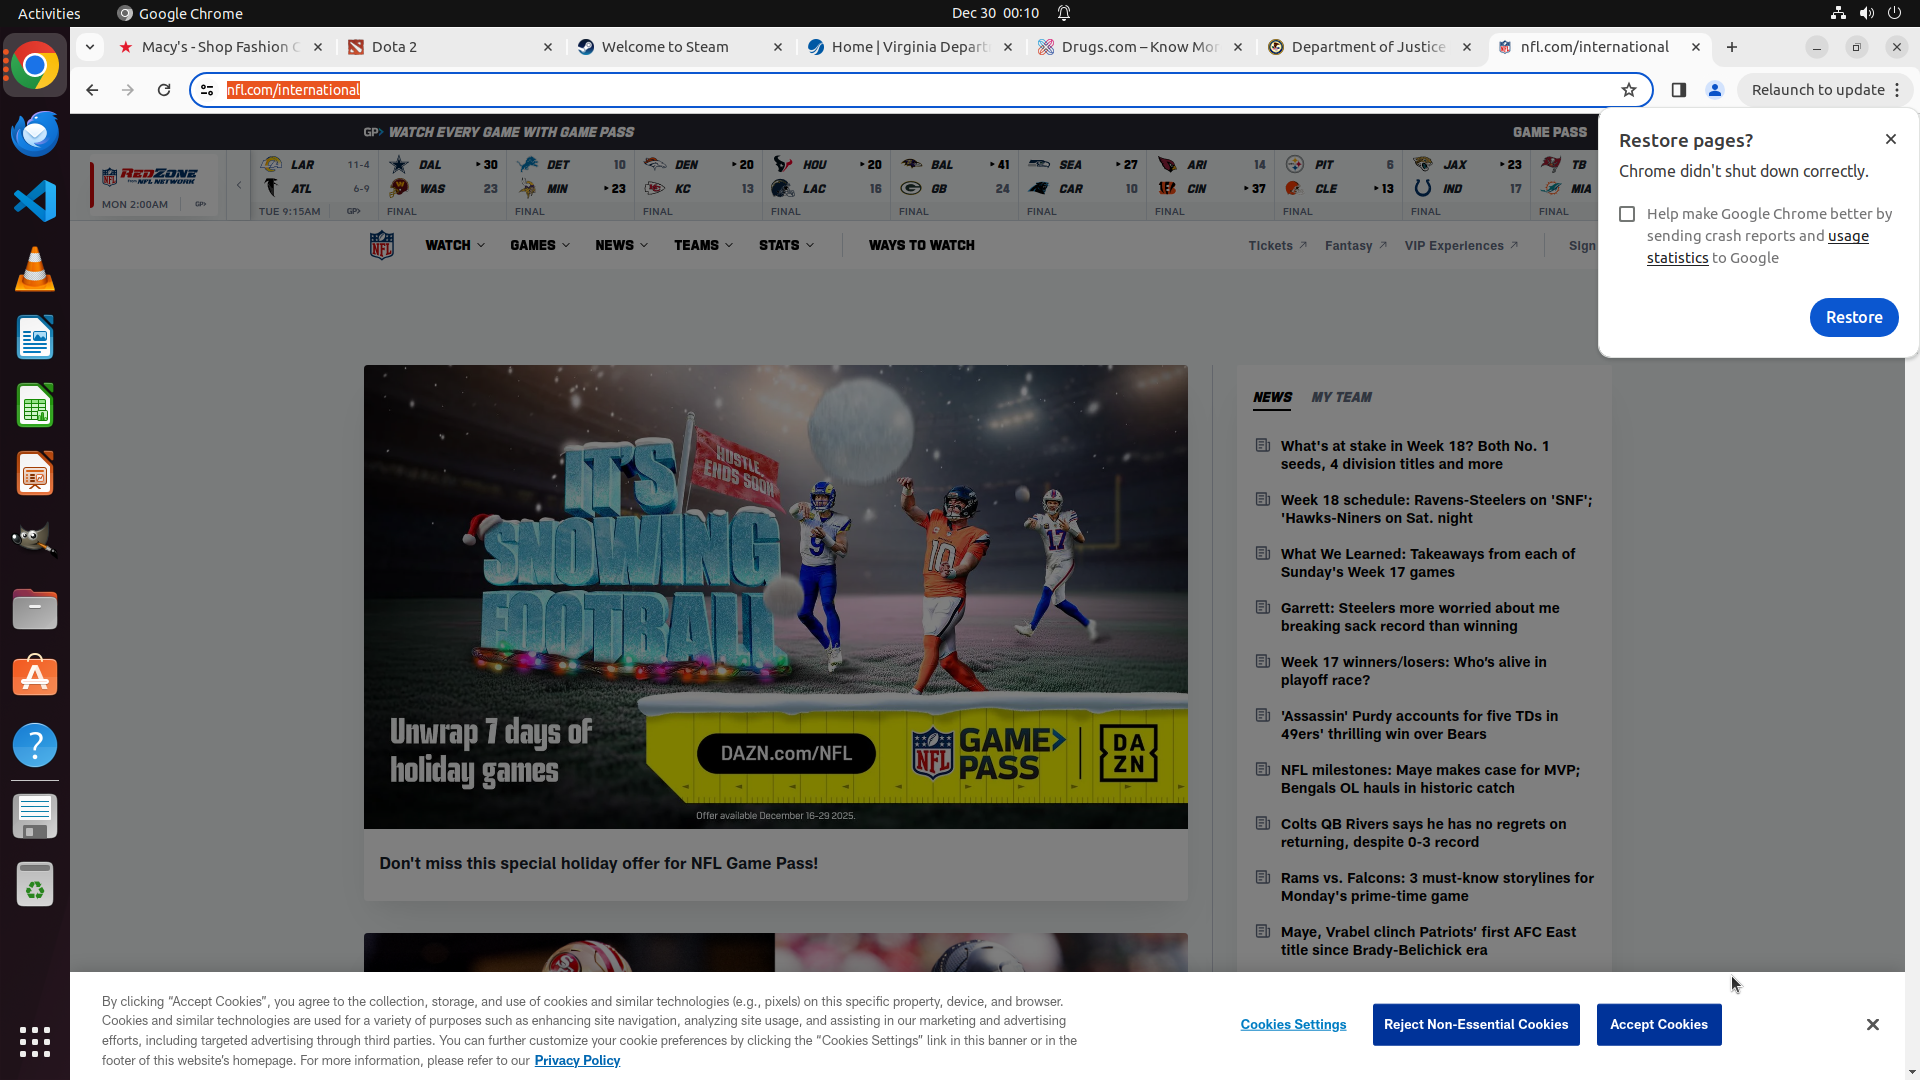 Activities
Google Chrome
Dec 30 00:10
Macy's - Shop Fashion C
Dota 2
Welcome to Steam
Home | Virginia Depart
Drugs.com – Know Mor
Department of Justice
nfl.com/international
nfl.com/international
Relaunch to update
GP> WATCH EVERY GAME WITH GAME PASS
GAME PASS
REDZONE
MON 2:00AM
GP>
LAR 11-4
ATL 6-9
TUE 9:15AM GP>
DAL 30
WAS 23
FINAL
DET 10
MIN 23
FINAL
DEN 20
KC 13
FINAL
HOU 20
LAC 16
FINAL
BAL 41
GB 24
FINAL
SEA 27
CAR 10
FINAL
ARI 14
CIN 37
FINAL
PIT 6
CLE 13
FINAL
JAX 23
IND 17
FINAL
TB
MIA
FINAL
NFL
WATCH
GAMES
NEWS
TEAMS
STATS
WAYS TO WATCH
Tickets
Fantasy
VIP Experiences
Sign
Restore pages?
Chrome didn't shut down correctly.
Help make Google Chrome better by
sending crash reports and usage
statistics to Google
Restore
IT'S
SNOWING
FOOTBALL
HUSTLE,
ENDS SOON
9
10
17
Unwrap 7 days of
holiday games
DAZN.com/NFL
NFL
GAME>
PASS
DA
ZN
Offer available December 16-29 2025.
Don't miss this special holiday offer for NFL Game Pass!
NEWS
MY TEAM
What's at stake in Week 18? Both No. 1
seeds, 4 division titles and more
Week 18 schedule: Ravens-Steelers on 'SNF';
'Hawks-Niners on Sat. night
What We Learned: Takeaways from each of
Sunday's Week 17 games
Garrett: Steelers more worried about me
breaking sack record than winning
Week 17 winners/losers: Who's alive in
playoff race?
'Assassin' Purdy accounts for five TDs in
49ers' thrilling win over Bears
NFL milestones: Maye makes case for MVP;
Bengals OL hauls in historic catch
Colts QB Rivers says he has no regrets on
returning, despite 0-3 record
Rams vs. Falcons: 3 must-know storylines for
Monday's prime-time game
Maye, Vrabel clinch Patriots' first AFC East
title since Brady-Belichick era
By clicking “Accept Cookies”, you agree to the collection, storage, and use of cookies and similar technologies (e.g., pixels) on this specific property, device, and browser.
Cookies and similar technologies are used for a variety of purposes such as enhancing site navigation, analyzing site usage, and assisting in our marketing and advertising
efforts, including targeted advertising through third parties. You can further customize your cookie preferences by clicking the “Cookies Settings” link in this banner or in the
footer of this website's homepage. For more information, please refer to our Privacy Policy
Cookies Settings
Reject Non-Essential Cookies
Accept Cookies